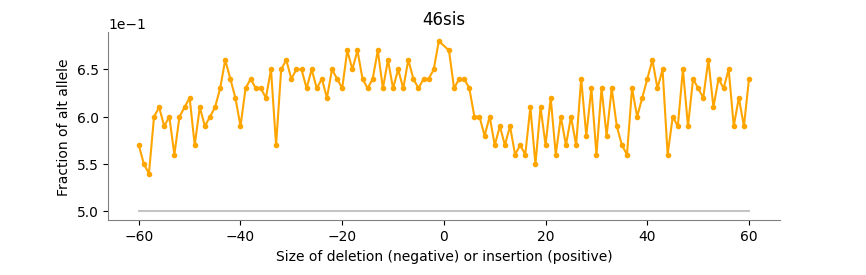 46sis
1e−1
6.5
6.0
5.5
5.0
Fraction of alt allele
−60 −40 −20 0 20 40 60
Size of deletion (negative) or insertion (positive)